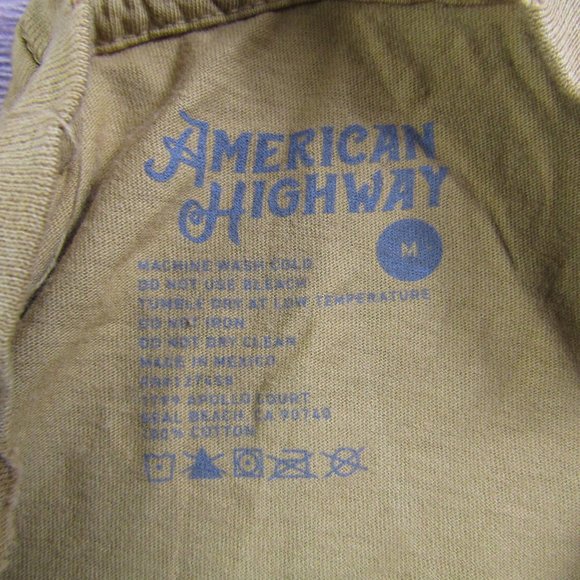 AMERICAN
HIGHWAY
M
MACHINE WASH COLD
DO NOT USE BLEACH
TUMBLE DRY AT LOW TEMPERATURE
DO NOT IRON
DO NOT DRY CLEAN
MADE IN MEXICO
APOLLO COURT
SEAL BEACH, CA 90740
100% COTTON